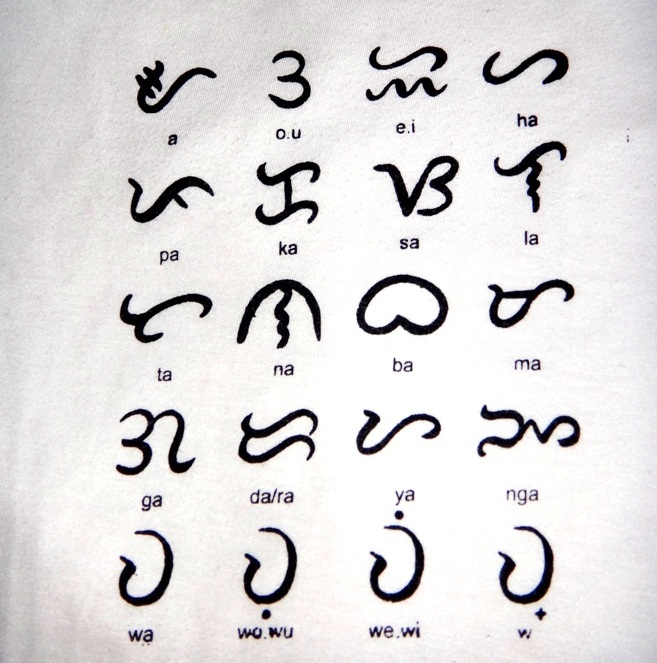 ᜀ ᜂ ᜁ ᜑ
a o.u e.i ha
ᜉ ᜃ ᜐ ᜎ
pa ka sa la
ᜆ ᜈ ᜊ ᜋ
ta na ba ma
ᜄ ᜇ ᜌ ᜅ
ga da/ra ya nga
ᜏ ᜏᜓ ᜏᜒ ᜏ᜔
wa wo.wu we.wi w